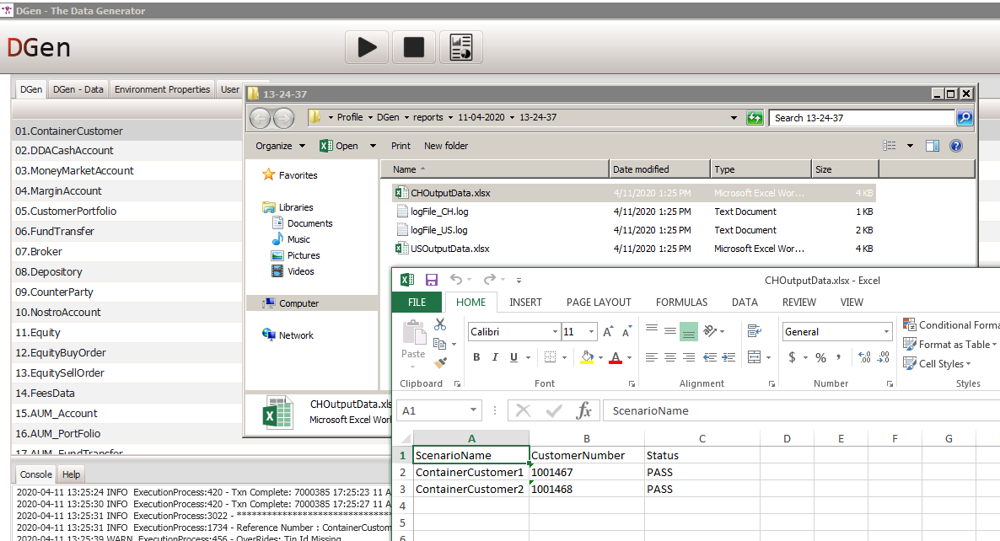 DGen - The Data Generator
DGen
DGen
DGen - Data
Environment Properties
User
01.ContainerCustomer
02.DDACashAccount
03.MoneyMarketAccount
04.MarginAccount
05.CustomerPortfolio
06.FundTransfer
07.Broker
08.Depository
09.CounterParty
10.NostroAccount
11.Equity
12.EquityBuyOrder
13.EquitySellOrder
14.FeesData
15.AUM_Account
16.AUM_PortFolio
17.AUM_FundTransfer
13-24-37
Profile DGen reports 11-04-2020 13-24-37
Search 13-24-37
Organize Open Print New folder
Favorites
Libraries
Documents
Music
Pictures
Videos
Computer
Network
Name Date modified Type Size
CHOutputData.xlsx 4/11/2020 1:25 PM Microsoft Excel Wor... 4 KB
logFile_CH.log 4/11/2020 1:25 PM Text Document 1 KB
logFile_US.log 4/11/2020 1:25 PM Text Document 2 KB
USOutputData.xlsx 4/11/2020 1:25 PM Microsoft Excel Wor... 4 KB
CHOutputData.xls
Microsoft Excel Wor
CHOutputData.xlsx - Excel
FILE HOME INSERT PAGE LAYOUT FORMULAS DATA REVIEW VIEW
Paste
Calibri 11 A A
B I U A
General
$ % , .0 .00
Conditional Forma
Format as Table
Cell Styles
Clipboard Font Alignment Number Styles
A1 fx ScenarioName
A B C D E F G
1 ScenarioName CustomerNumber Status
2 ContainerCustomer1 1001467 PASS
3 ContainerCustomer2 1001468 PASS
4
5
6
Console Help
2020-04-11 13:25:24 INFO ExecutionProcess:420 - Txn Complete: 7000385 17:25:23 11 A
2020-04-11 13:25:30 INFO ExecutionProcess:420 - Txn Complete: 7000385 17:25:27 11 A
2020-04-11 13:25:31 INFO ExecutionProcess:3022 - **********************************
2020-04-11 13:25:31 INFO ExecutionProcess:1734 - Reference Number : ContainerCustom
2020-04-11 13:25:39 WARN ExecutionProcess:456 - OverRides: Tin Id Missing